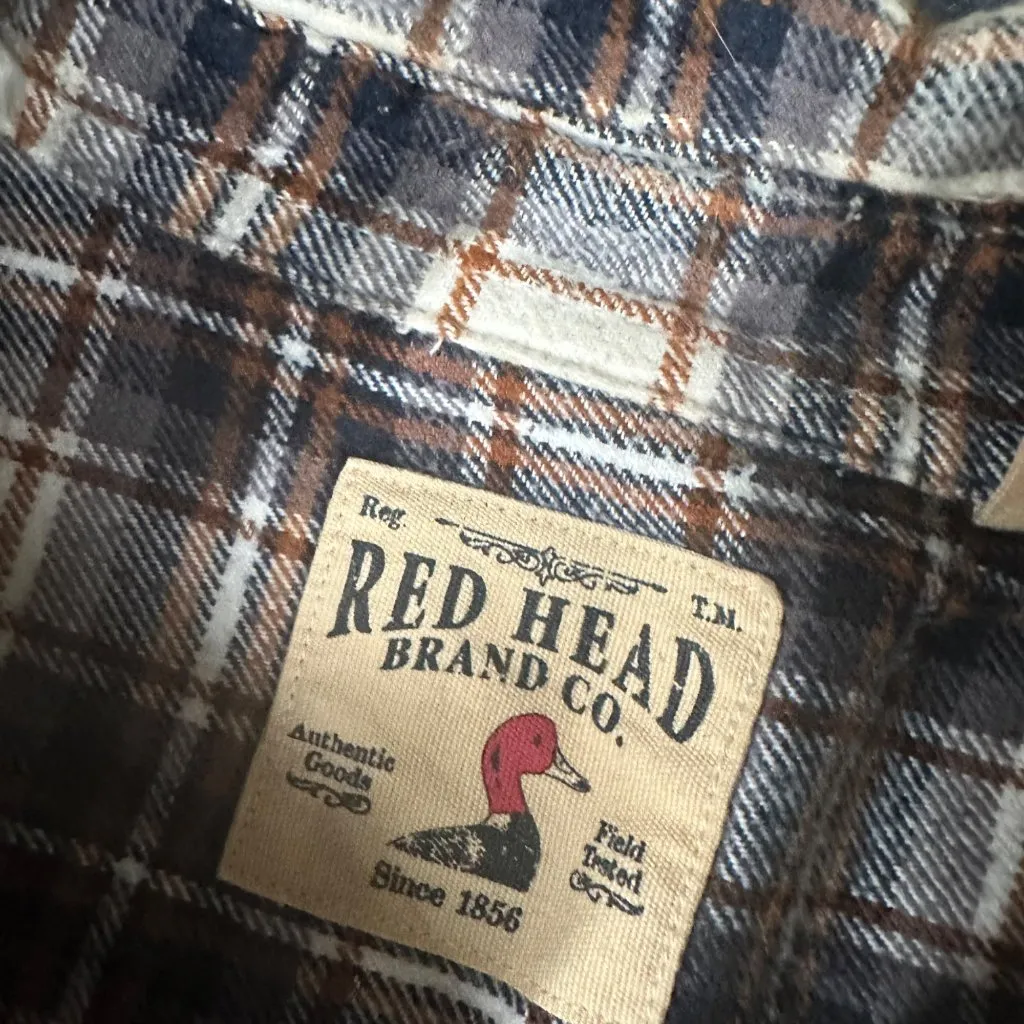 Reg.
T.M.
RED HEAD
BRAND CO.
Authentic
Goods
Field
Tested
Since 1856